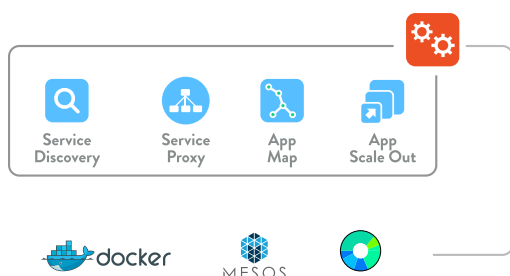 Service
Discovery
Service
Proxy
App
Map
App
Scale Out
docker
MESOS